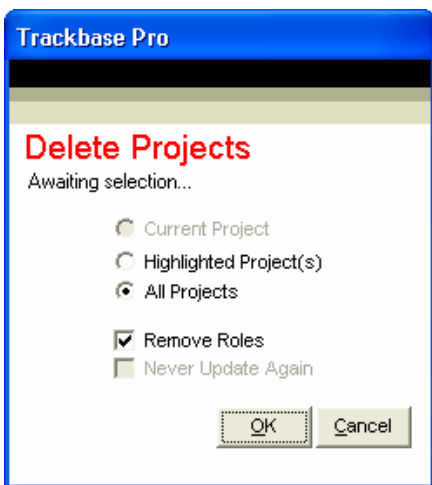 Trackbase Pro
Delete Projects
Awaiting selection...
Current Project
Highlighted Project(s)
All Projects
Remove Roles
Never Update Again
OK Cancel